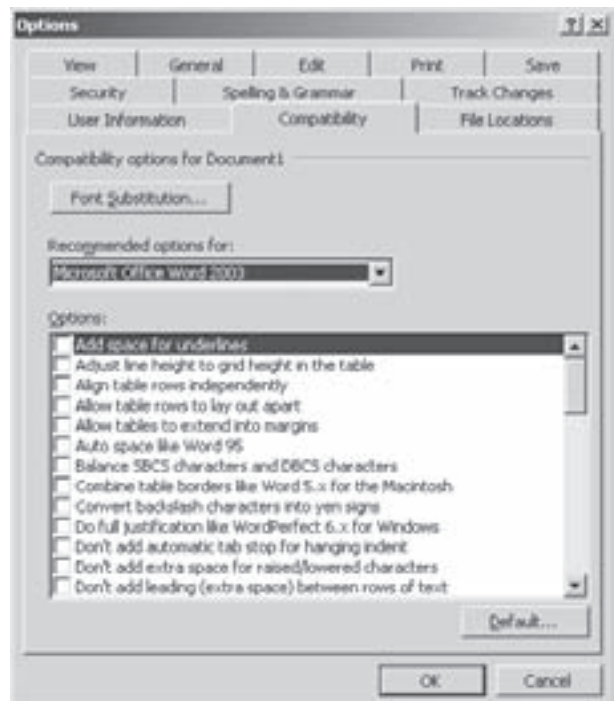 Options
View General Edit Print Save
Security Spelling & Grammar Track Changes
User Information Compatibility File Locations
Compatibility options for Document1
Font Substitution...
Recommended options for:
Microsoft Office Word 2003
Options:
Add space for underlines
Adjust line height to grid height in the table
Align table rows independently
Allow table rows to lay out apart
Allow tables to extend into margins
Auto space like Word 95
Balance SBCS characters and DBCS characters
Combine table borders like Word 5.x for the Macintosh
Convert backslash characters into yen signs
Do full justification like WordPerfect 6.x for Windows
Don't add automatic tab stop for hanging indent
Don't add extra space for raised/lowered characters
Don't add leading (extra space) between rows of text
Default...
OK Cancel